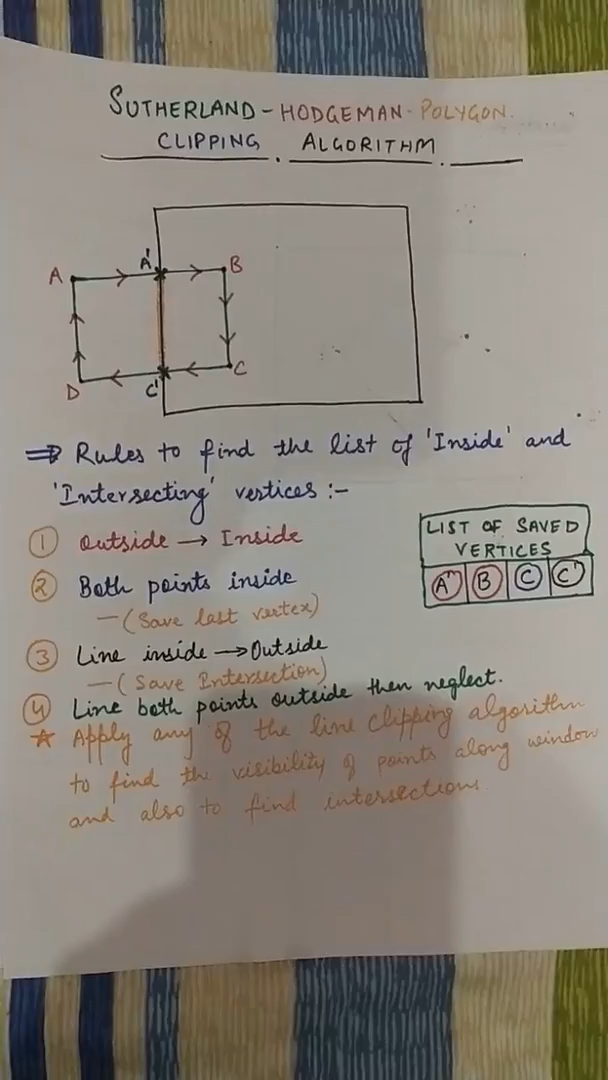 SUTHERLAND-HODGEMAN-POLYGON
CLIPPING ALGORITHM
A
A'
B
D
C'
C
⇒ Rules to find the list of 'Inside' and
'Intersecting' vertices :-
1 Outside → Inside
2 Both points inside
- (Save last vertex)
3 Line inside → Outside
- (Save Intersection)
4 Line both points outside then neglect.
LIST OF SAVED
VERTICES
A' B C C'
☆ Apply any of the line clipping algorithm
to find the visibility of points along window
and also to find intersections.